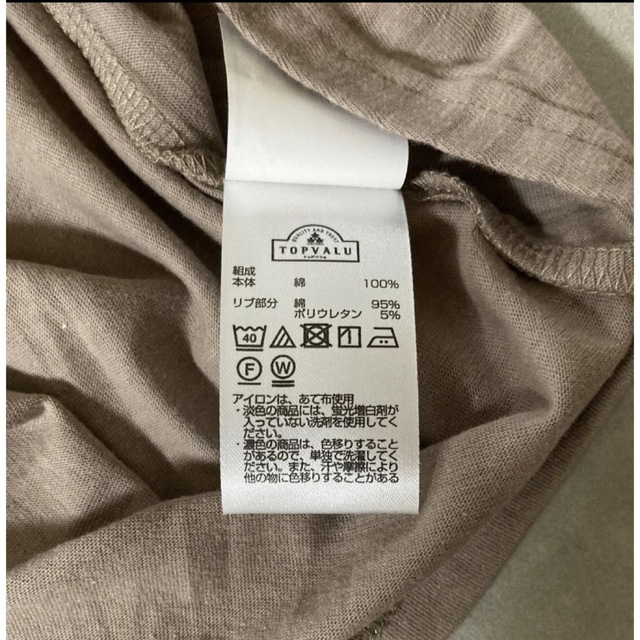 QUALITY AND TRUST
TOPVALU
トップバリュ
組成
本体 綿 100%
リブ部分 綿 95%
ポリウレタン 5%
40
F W
アイロンは、あて布使用
・淡色の商品には、蛍光増白剤が
入っていない洗剤を使用してく
ださい。
・濃色の商品は、色移りすること
があるので、単独で洗濯してく
ださい。また、汗や摩擦により
他の物に色移りすることがある